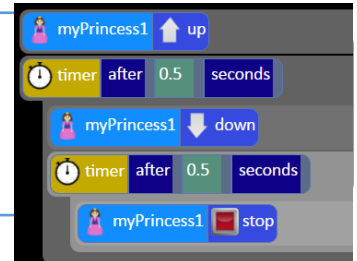 myPrincess1 up
timer after 0.5 seconds
myPrincess1 down
timer after 0.5 seconds
myPrincess1 stop